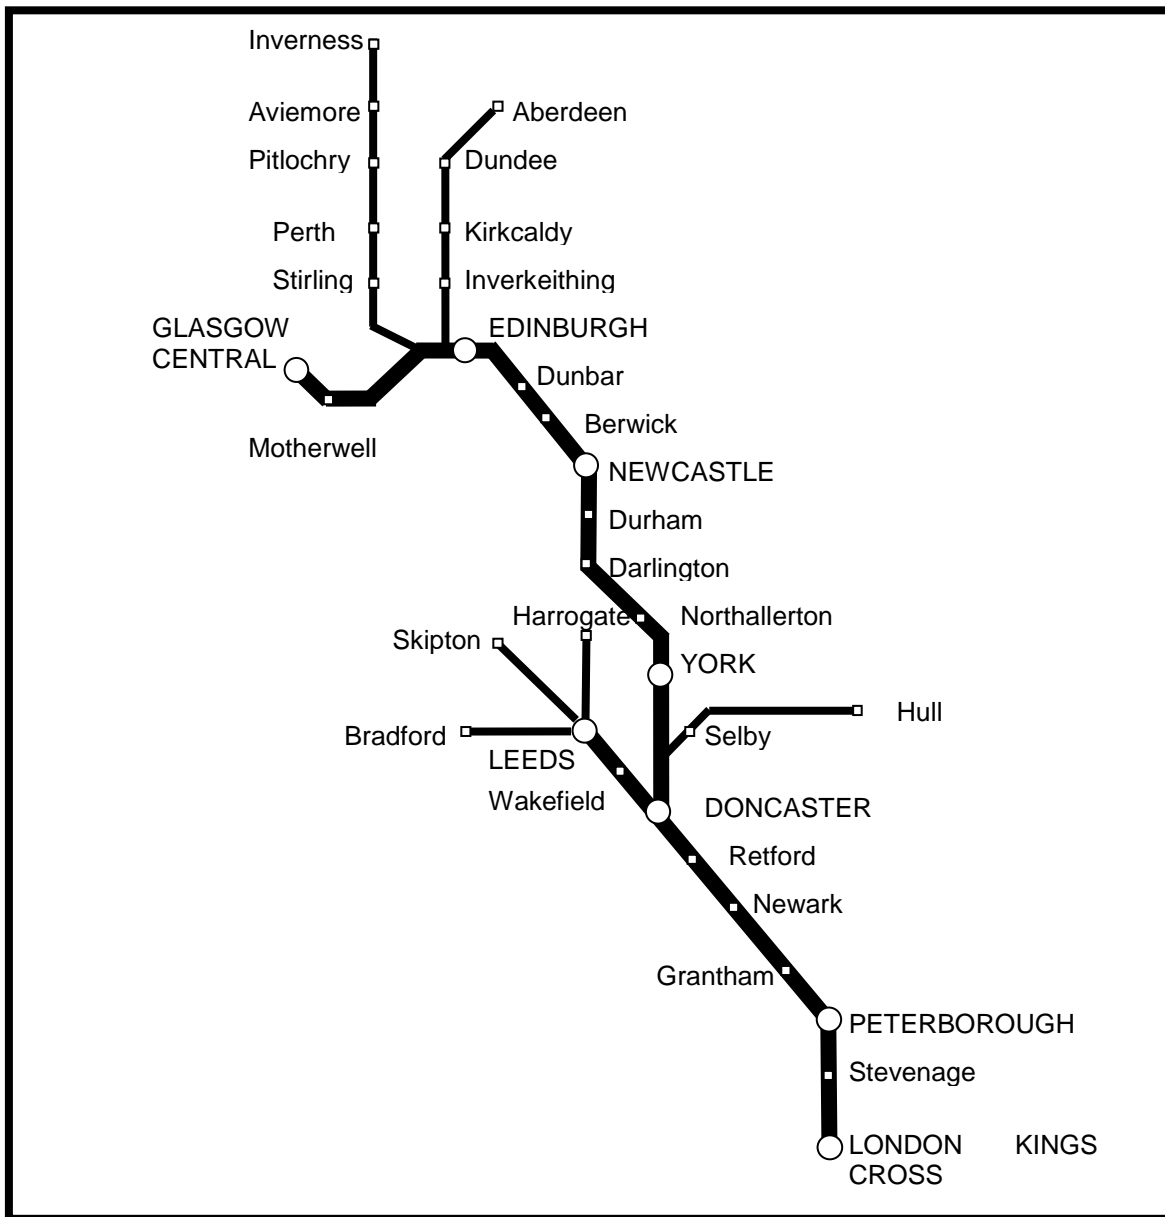 Inverness
Aviemore
Aberdeen
Pitlochry
Dundee
Perth
Kirkcaldy
Stirling
Inverkeithing
GLASGOW
CENTRAL
EDINBURGH
Dunbar
Berwick
Motherwell
NEWCASTLE
Durham
Darlington
Harrogate
Northallerton
Skipton
YORK
Hull
Bradford
Selby
LEEDS
Wakefield
DONCASTER
Retford
Newark
Grantham
PETERBOROUGH
Stevenage
LONDON KINGS
CROSS